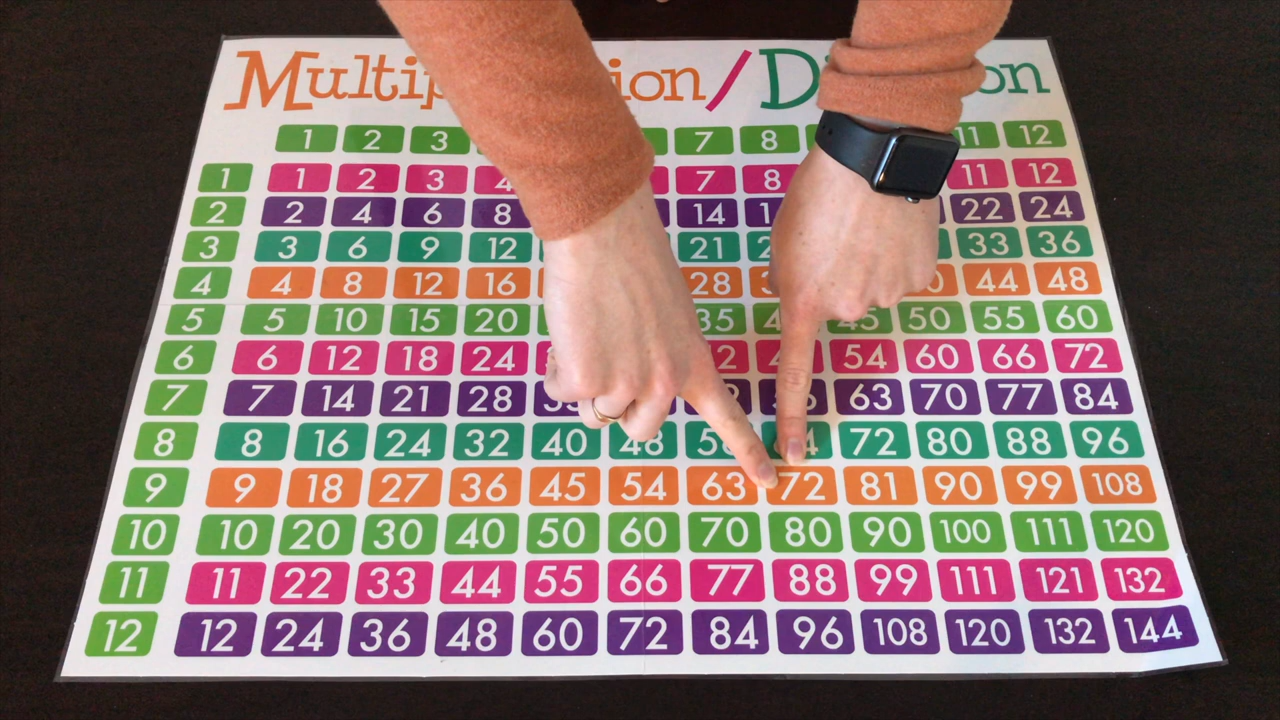 Multip ion/Di on
1 2 3 7 8 11 12
1 1 2 3 4 7 8 11 12
2 2 4 6 8 14 22 24
3 3 6 9 12 21 33 36
4 4 8 12 16 28 44 48
5 5 10 15 20 35 45 50 55 60
6 6 12 18 24 54 60 66 72
7 7 14 21 28 35 63 70 77 84
8 8 16 24 32 40 48 72 80 88 96
9 9 18 27 36 45 54 63 72 81 90 99 108
10 10 20 30 40 50 60 70 80 90 100 111 120
11 11 22 33 44 55 66 77 88 99 111 121 132
12 12 24 36 48 60 72 84 96 108 120 132 144